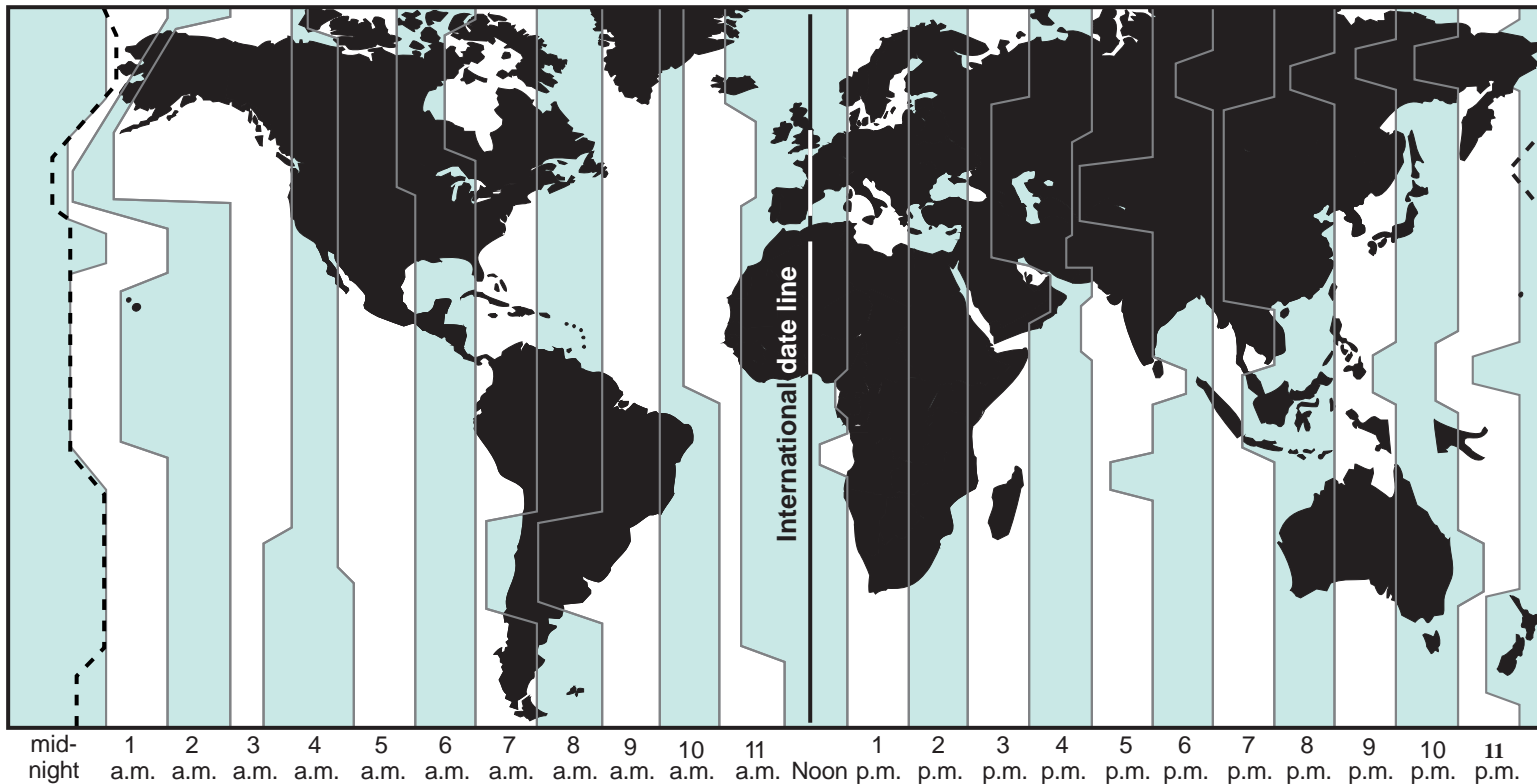 International date line
mid-
night
1
a.m.
2
a.m.
3
a.m.
4
a.m.
5
a.m.
6
a.m.
7
a.m.
8
a.m.
9
a.m.
10
a.m.
11
a.m.
Noon
1
p.m.
2
p.m.
3
p.m.
4
p.m.
5
p.m.
6
p.m.
7
p.m.
8
p.m.
9
p.m.
10
p.m.
11
p.m.